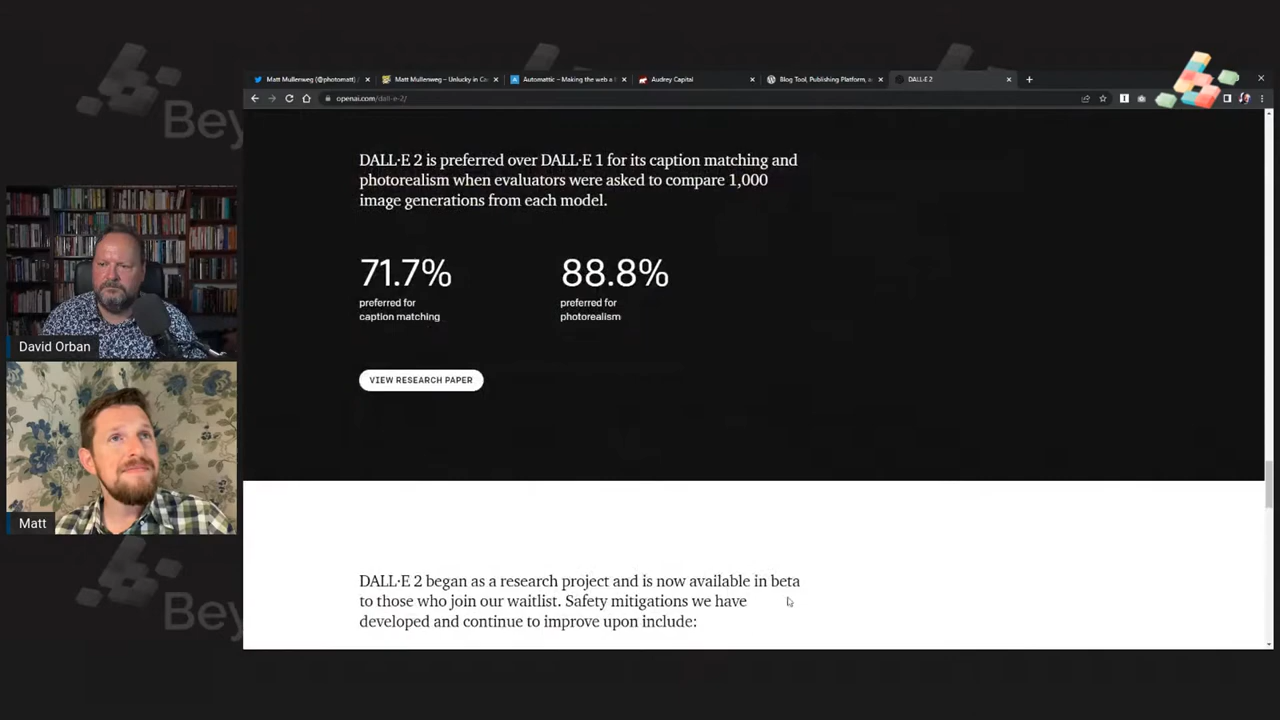 Bey
Matt Mullenweg (@photomatt) /
Matt Mullenweg – Unlucky in Ca
Automattic – Making the web a
Audrey Capital
Blog Tool, Publishing Platform, a
DALL·E 2
openai.com/dall-e-2/
DALL·E 2 is preferred over DALL·E 1 for its caption matching and
photorealism when evaluators were asked to compare 1,000
image generations from each model.
71.7%
preferred for
caption matching
88.8%
preferred for
photorealism
VIEW RESEARCH PAPER
David Orban
Matt
DALL·E 2 began as a research project and is now available in beta
to those who join our waitlist. Safety mitigations we have
developed and continue to improve upon include:
Bey